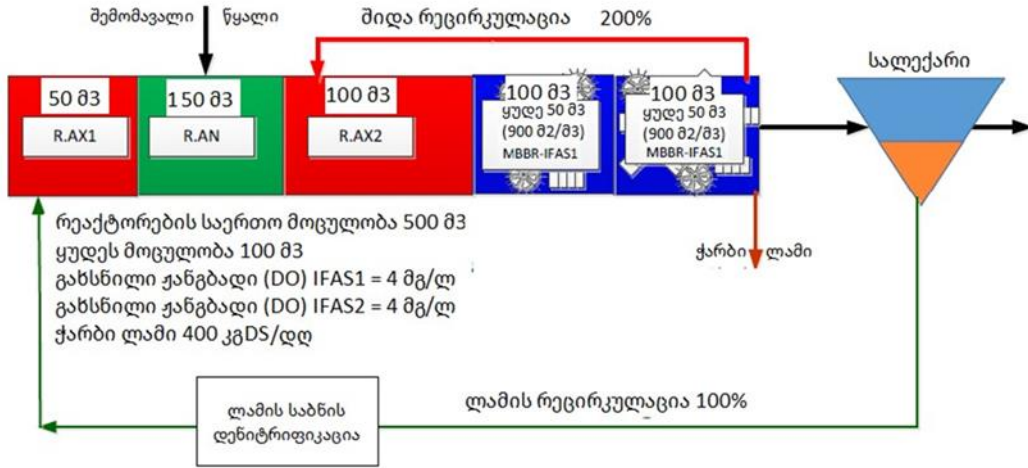 შემომავალი წყალი
შიდა რეცირკულაცია 200%
სალექარი
50 მ3
R.AX1
150 მ3
R.AN
100 მ3
R.AX2
100 მ3
ყუდე 50 მ3
(900 მ2/მ3)
MBBR-IFAS1
100 მ3
ყუდე 50 მ3
(900 მ2/მ3)
MBBR-IFAS1
რეაქტორების საერთო მოცულობა 500 მ3
ყუდეს მოცულობა 100 მ3
გახსნილი ჟანგბადი (DO) IFAS1 = 4 მგ/ლ
გახსნილი ჟანგბადი (DO) IFAS2 = 4 მგ/ლ
ჭარბი ლამი 400 კგDS/დღ
ჭარბი ლამი
ლამის საბნის
დენიტრიფიკაცია
ლამის რეცირკულაცია 100%